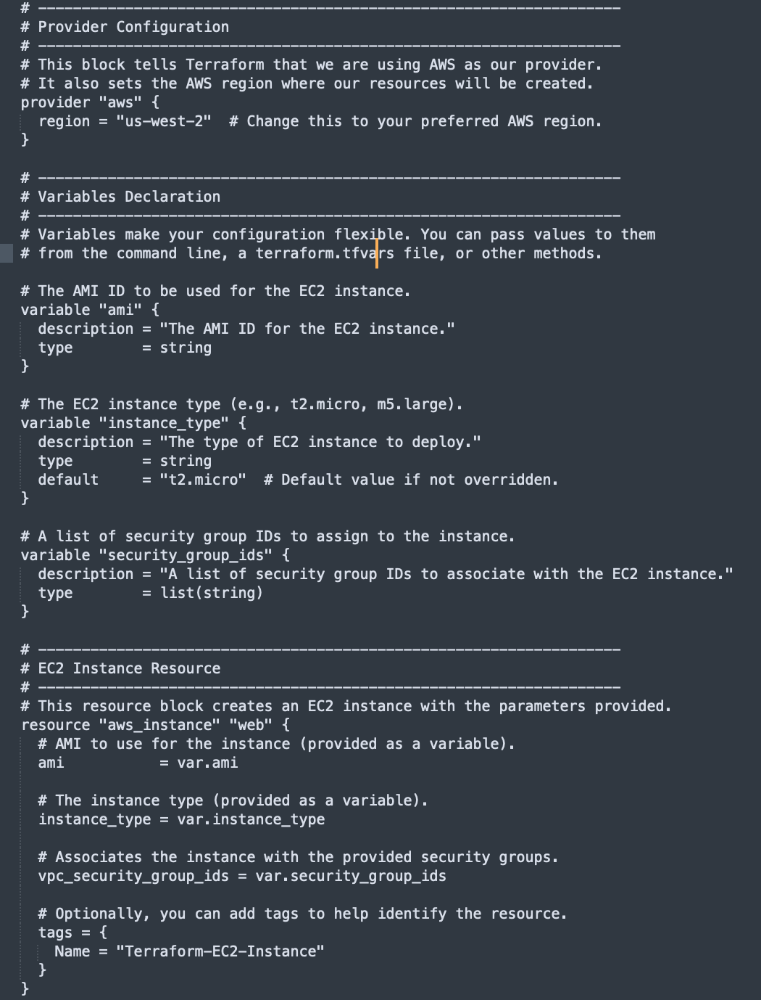 # -------------------------------------------------------------------
# Provider Configuration
# -------------------------------------------------------------------
# This block tells Terraform that we are using AWS as our provider.
# It also sets the AWS region where our resources will be created.
provider "aws" {
  region = "us-west-2"  # Change this to your preferred AWS region.
}

# -------------------------------------------------------------------
# Variables Declaration
# -------------------------------------------------------------------
# Variables make your configuration flexible. You can pass values to them
# from the command line, a terraform.tfvars file, or other methods.

# The AMI ID to be used for the EC2 instance.
variable "ami" {
  description = "The AMI ID for the EC2 instance."
  type        = string
}

# The EC2 instance type (e.g., t2.micro, m5.large).
variable "instance_type" {
  description = "The type of EC2 instance to deploy."
  type        = string
  default     = "t2.micro"  # Default value if not overridden.
}

# A list of security group IDs to assign to the instance.
variable "security_group_ids" {
  description = "A list of security group IDs to associate with the EC2 instance."
  type        = list(string)
}

# -------------------------------------------------------------------
# EC2 Instance Resource
# -------------------------------------------------------------------
# This resource block creates an EC2 instance with the parameters provided.
resource "aws_instance" "web" {
  # AMI to use for the instance (provided as a variable).
  ami           = var.ami

  # The instance type (provided as a variable).
  instance_type = var.instance_type

  # Associates the instance with the provided security groups.
  vpc_security_group_ids = var.security_group_ids

  # Optionally, you can add tags to help identify the resource.
  tags = {
    Name = "Terraform-EC2-Instance"
  }
}